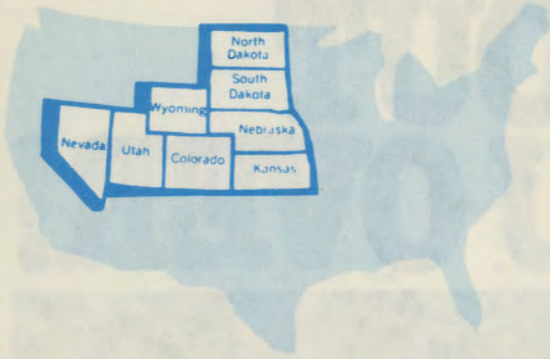 North
Dakota
South
Dakota
Wyoming
Nebraska
Nevada
Utah
Colorado
Kansas